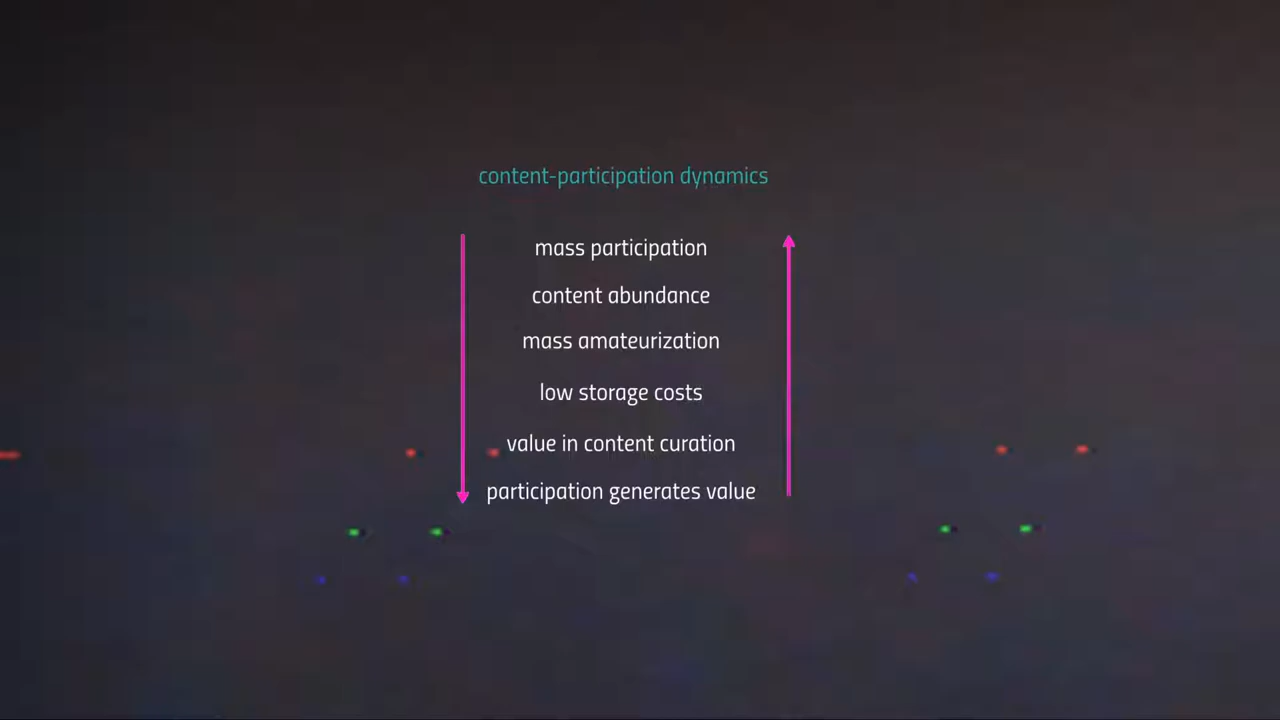 content-participation dynamics
mass participation
content abundance
mass amateurization
low storage costs
value in content curation
participation generates value